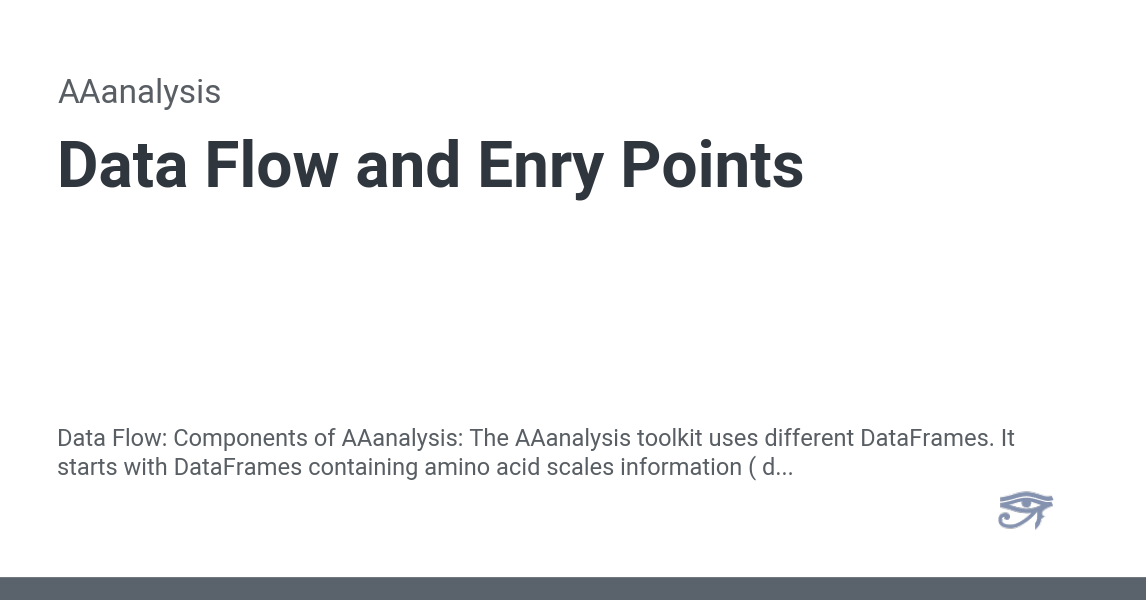 AAanalysis
Data Flow and Enry Points
Data Flow: Components of AAanalysis: The AAanalysis toolkit uses different DataFrames. It
starts with DataFrames containing amino acid scales information ( d...